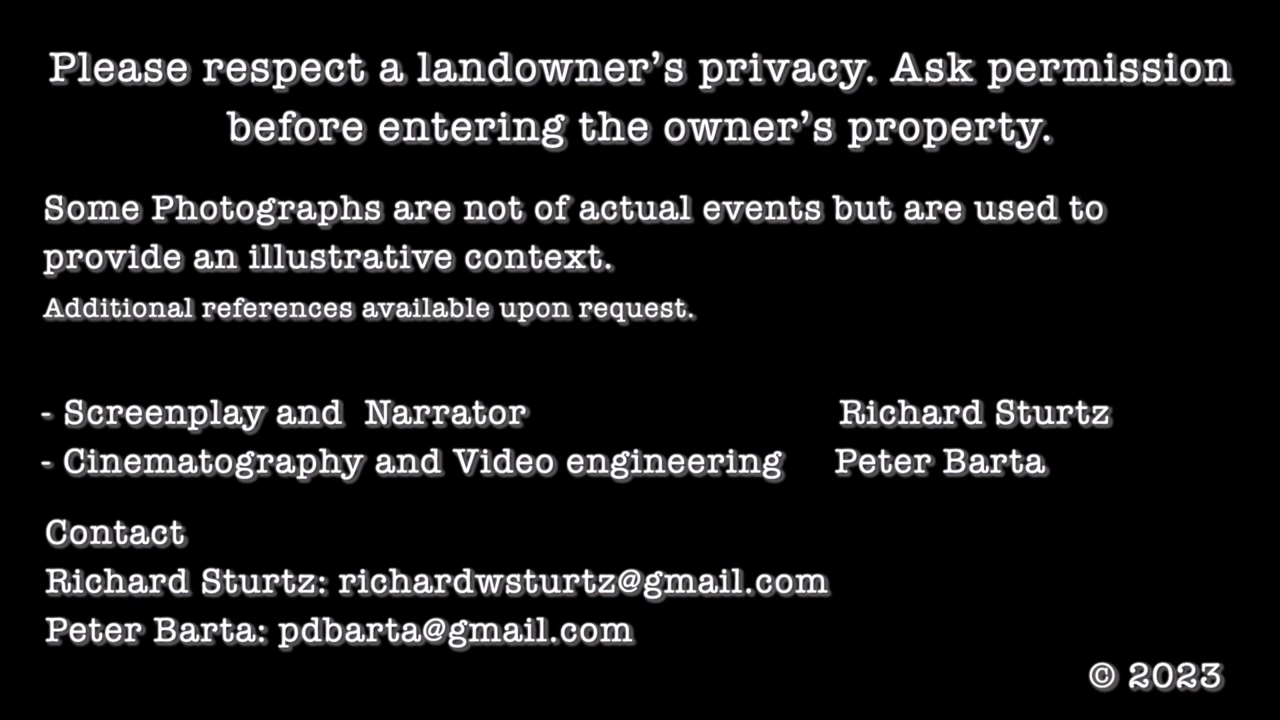 Please respect a landowner’s privacy. Ask permission
before entering the owner’s property.
Some Photographs are not of actual events but are used to
provide an illustrative context.
Additional references available upon request.
- Screenplay and  Narrator Richard Sturtz
- Cinematography and Video engineering Peter Barta
Contact
Richard Sturtz: richardwsturtz@gmail.com
Peter Barta: pdbarta@gmail.com
© 2023